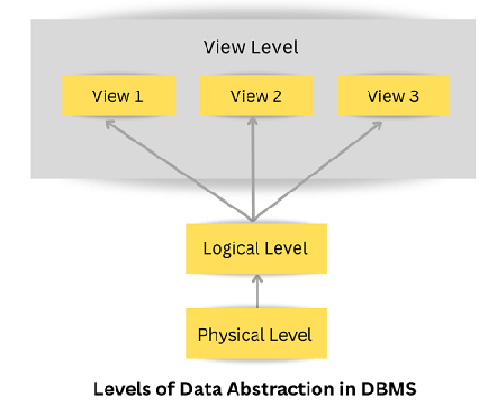 View Level
View 1
View 2
View 3
Logical Level
Physical Level
Levels of Data Abstraction in DBMS